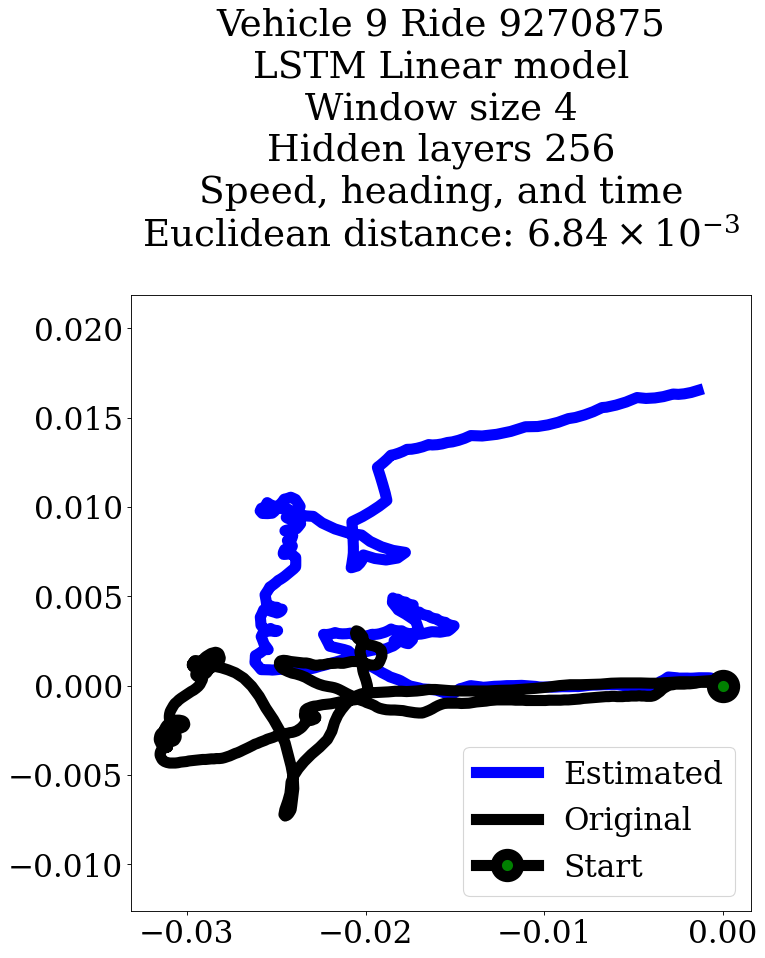 Vehicle 9 Ride 9270875
LSTM Linear model
Window size 4
Hidden layers 256
Speed, heading, and time
Euclidean distance: 6.84 × 10⁻³
0.020
0.015
0.010
0.005
0.000
−0.005
−0.010
Estimated
Original
Start
−0.03 −0.02 −0.01 0.00